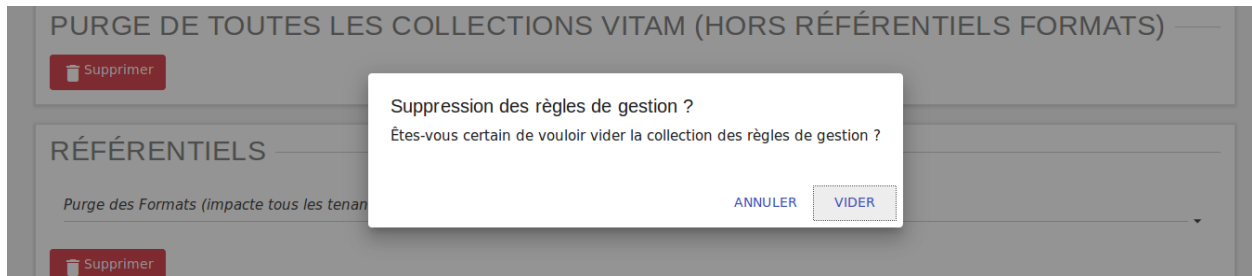 PURGE DE TOUTES LES COLLECTIONS VITAM (HORS RÉFÉRENTIELS FORMATS)
Supprimer
Suppression des règles de gestion ?
Êtes-vous certain de vouloir vider la collection des règles de gestion ?
ANNULER VIDER
RÉFÉRENTIELS
Purge des Formats (impacte tous les tenan
Supprimer